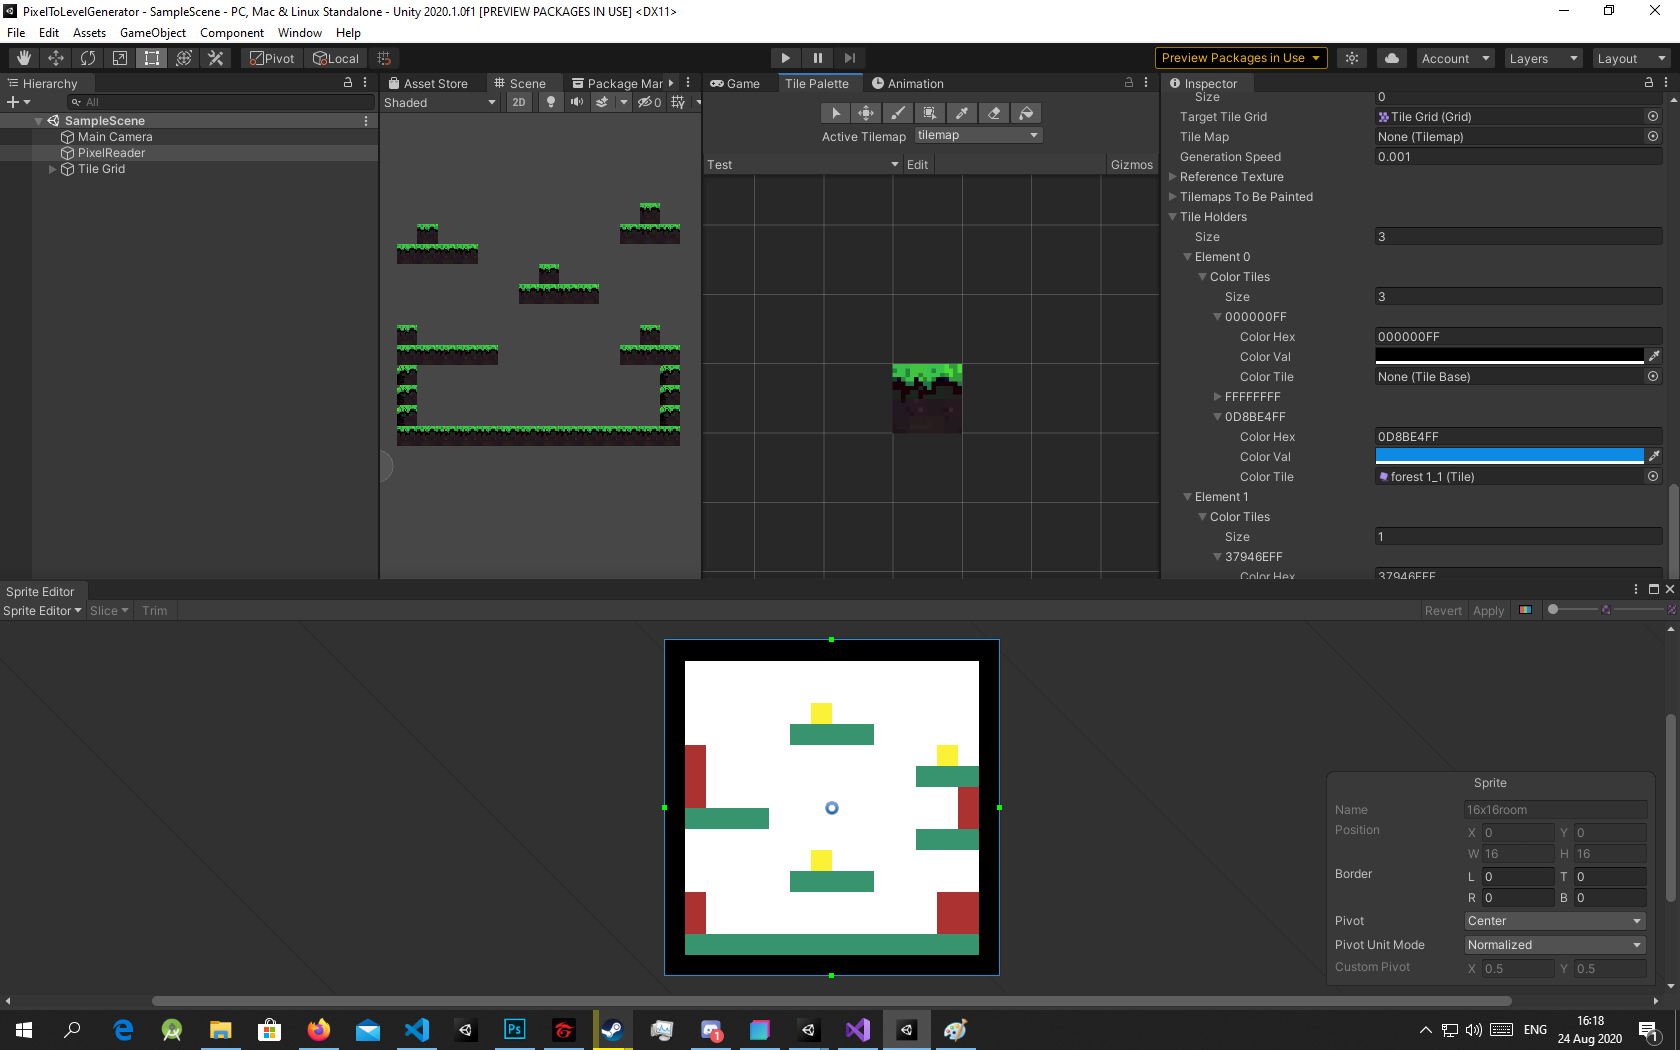 PixelToLevelGenerator - SampleScene - PC, Mac & Linux Standalone - Unity 2020.1.0f1 [PREVIEW PACKAGES IN USE] <DX11>
File Edit Assets GameObject Component Window Help
Pivot Local Preview Packages in Use Account Layers Layout
Hierarchy
All
SampleScene
Main Camera
PixelReader
Tile Grid
Asset Store Scene Package Mar
Shaded 2D 0
Game Tile Palette Animation
Active Tilemap tilemap
Test Edit Gizmos
Inspector
Size 0
Target Tile Grid Tile Grid (Grid)
Tile Map None (Tilemap)
Generation Speed 0.001
Reference Texture
Tilemaps To Be Painted
Tile Holders
Size 3
Element 0
Color Tiles
Size 3
000000FF
Color Hex 000000FF
Color Val
Color Tile None (Tile Base)
FFFFFFFF
0D8BE4FF
Color Hex 0D8BE4FF
Color Val
Color Tile forest 1_1 (Tile)
Element 1
Color Tiles
Size 1
37946EFF
Color Hex 37946EFF
Sprite Editor
Sprite Editor Slice Trim Revert Apply
Sprite
Name 16x16room
Position X 0 Y 0
W 16 H 16
Border L 0 T 0
R 0 B 0
Pivot Center
Pivot Unit Mode Normalized
Custom Pivot X 0.5 Y 0.5
Ps 1 ENG 16:18 1
24 Aug 2020